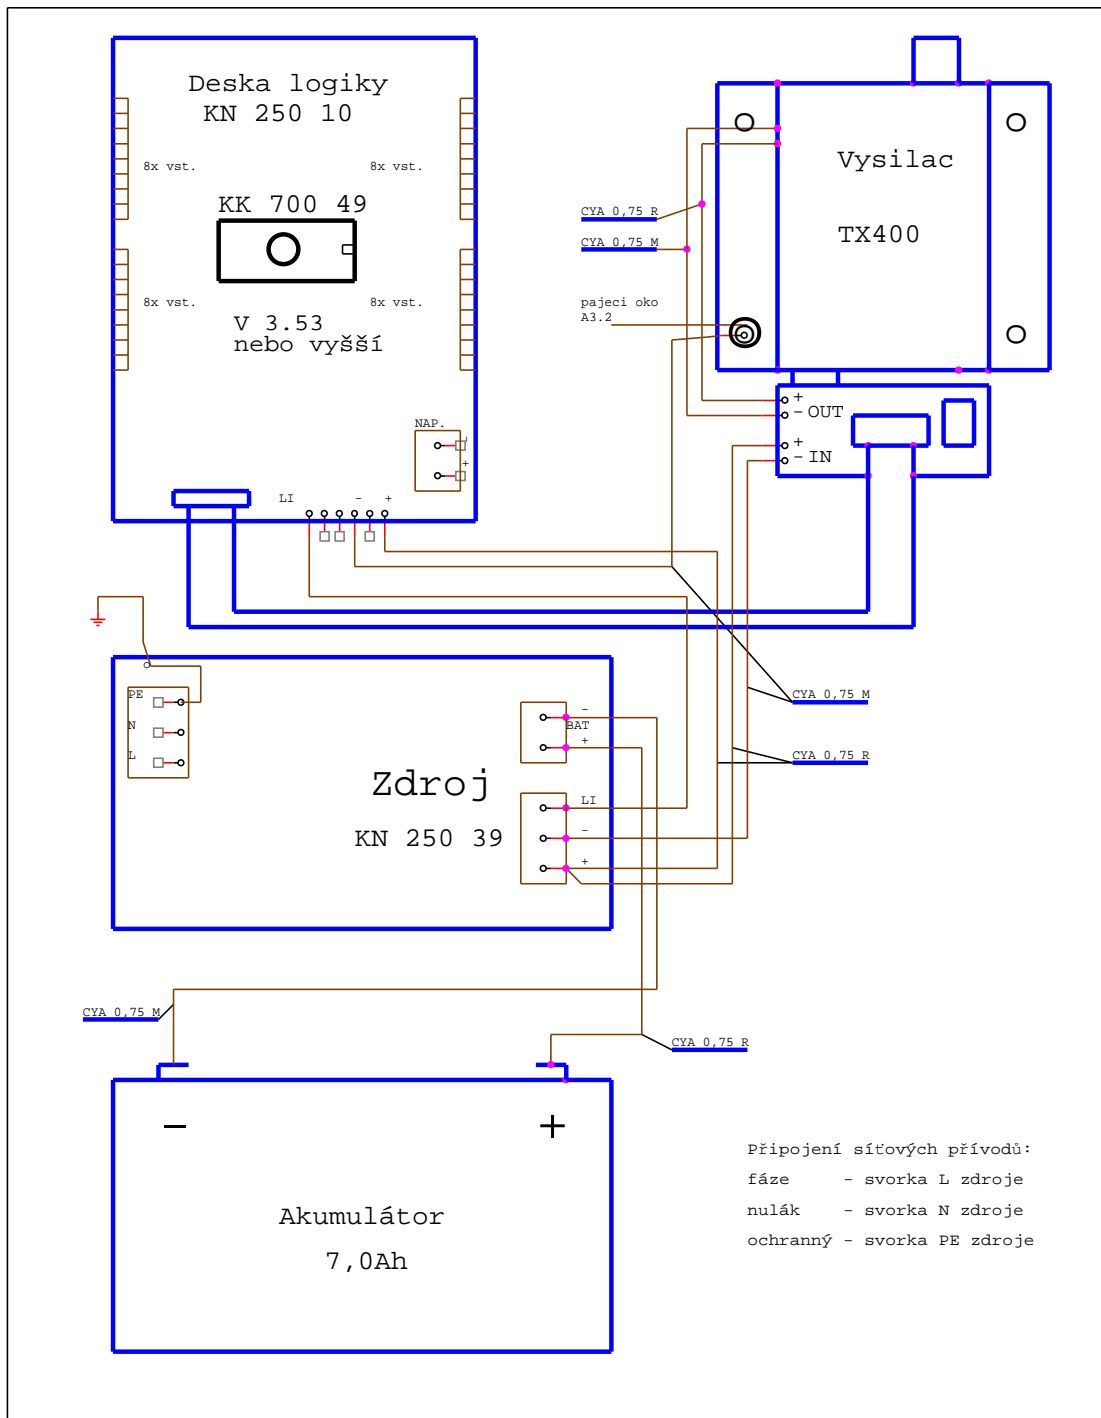 Deska logiky
KN 250 10
8x vst.
8x vst.
KK 700 49
8x vst.
8x vst.
V 3.53
nebo vyšší
NAP.
-
+
LI
-
+
Vysilac
TX400
CYA 0,75 R
CYA 0,75 M
pajeci oko
A3.2
+
- OUT
+
- IN
PE
N
L
-
BAT
+
Zdroj
KN 250 39
LI
-
+
CYA 0,75 M
CYA 0,75 R
CYA 0,75 M
CYA 0,75 R
- +
Akumulátor
7,0Ah
Připojení síťových přívodů:
fáze - svorka L zdroje
nulák - svorka N zdroje
ochranný - svorka PE zdroje